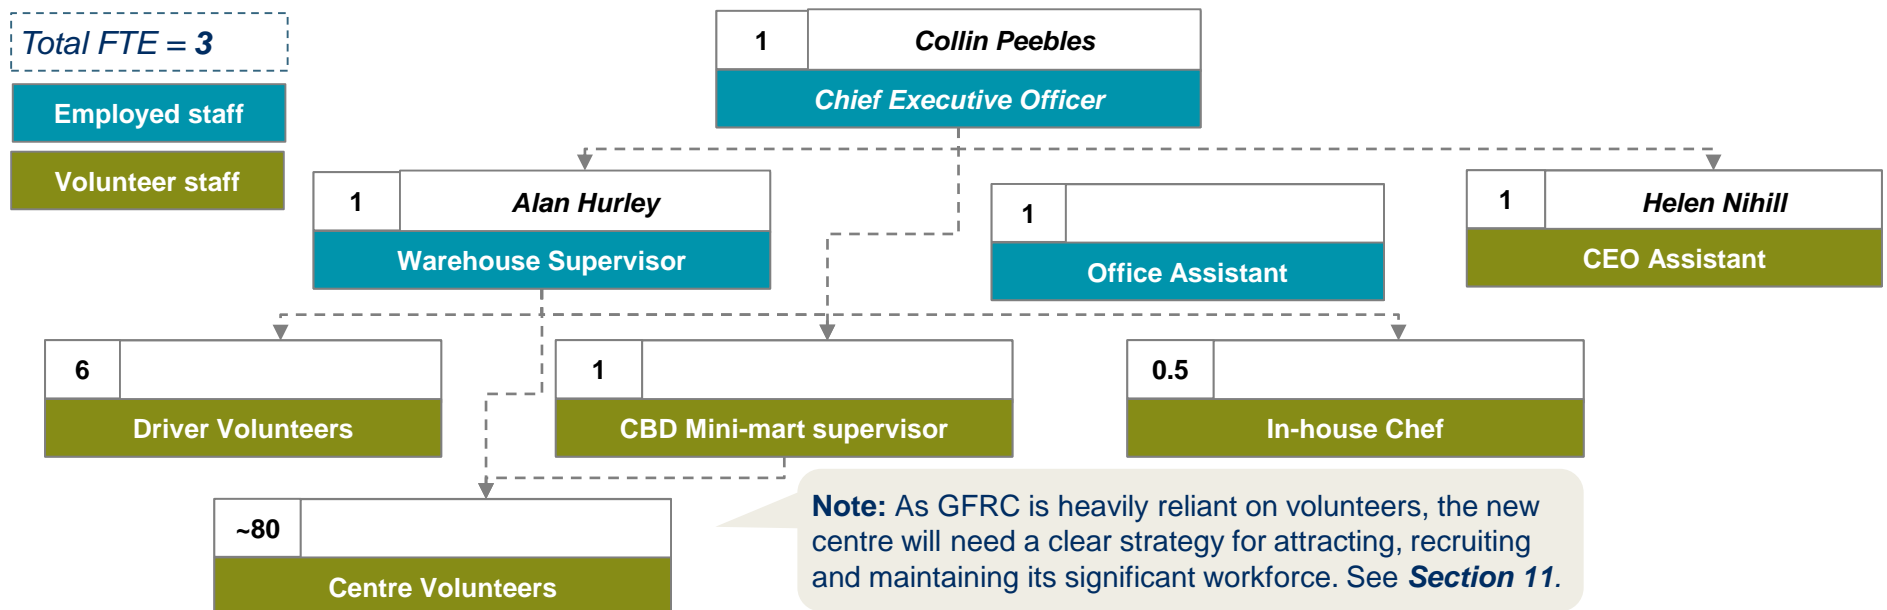 Total FTE = 3
Employed staff
Volunteer staff
1 Collin Peebles
Chief Executive Officer
1 Alan Hurley
Warehouse Supervisor
1
Office Assistant
1 Helen Nihill
CEO Assistant
6
Driver Volunteers
1
CBD Mini-mart supervisor
0.5
In-house Chef
~80
Centre Volunteers
Note: As GFRC is heavily reliant on volunteers, the new
centre will need a clear strategy for attracting, recruiting
and maintaining its significant workforce. See Section 11.